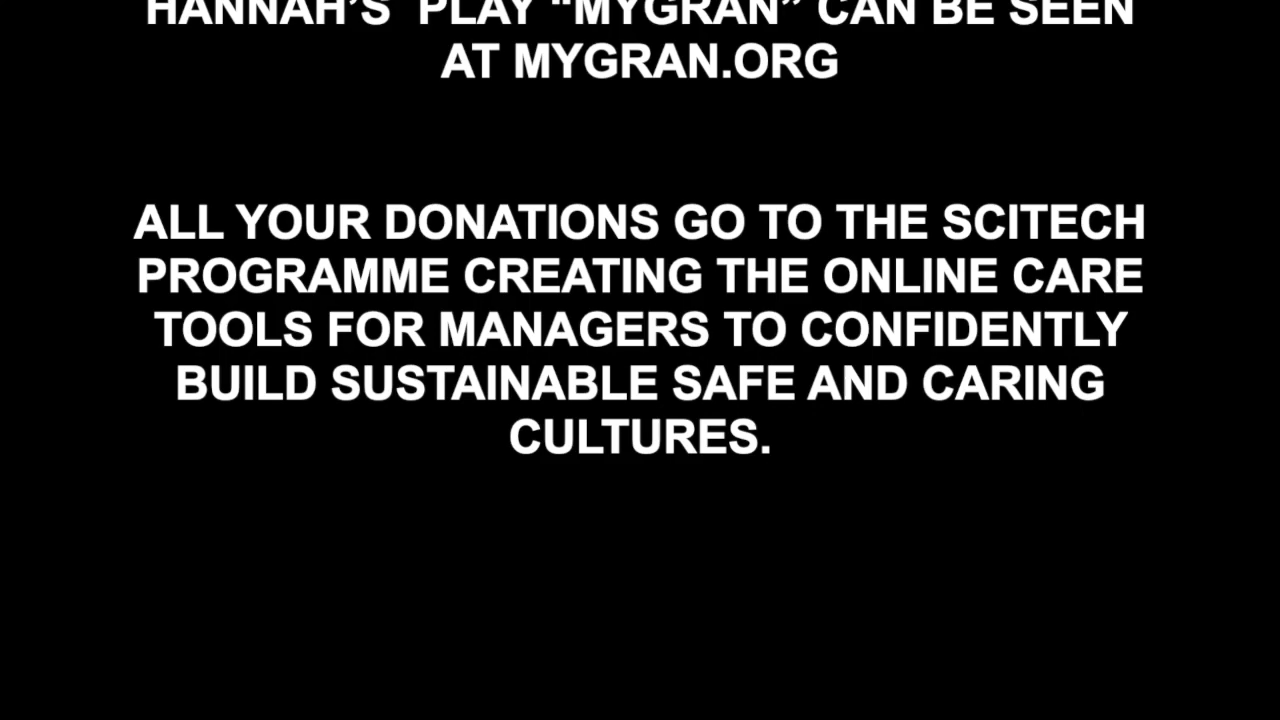 HANNAH’S  PLAY “MYGRAN” CAN BE SEEN
AT MYGRAN.ORG
ALL YOUR DONATIONS GO TO THE SCITECH
PROGRAMME CREATING THE ONLINE CARE
TOOLS FOR MANAGERS TO CONFIDENTLY
BUILD SUSTAINABLE SAFE AND CARING
CULTURES.